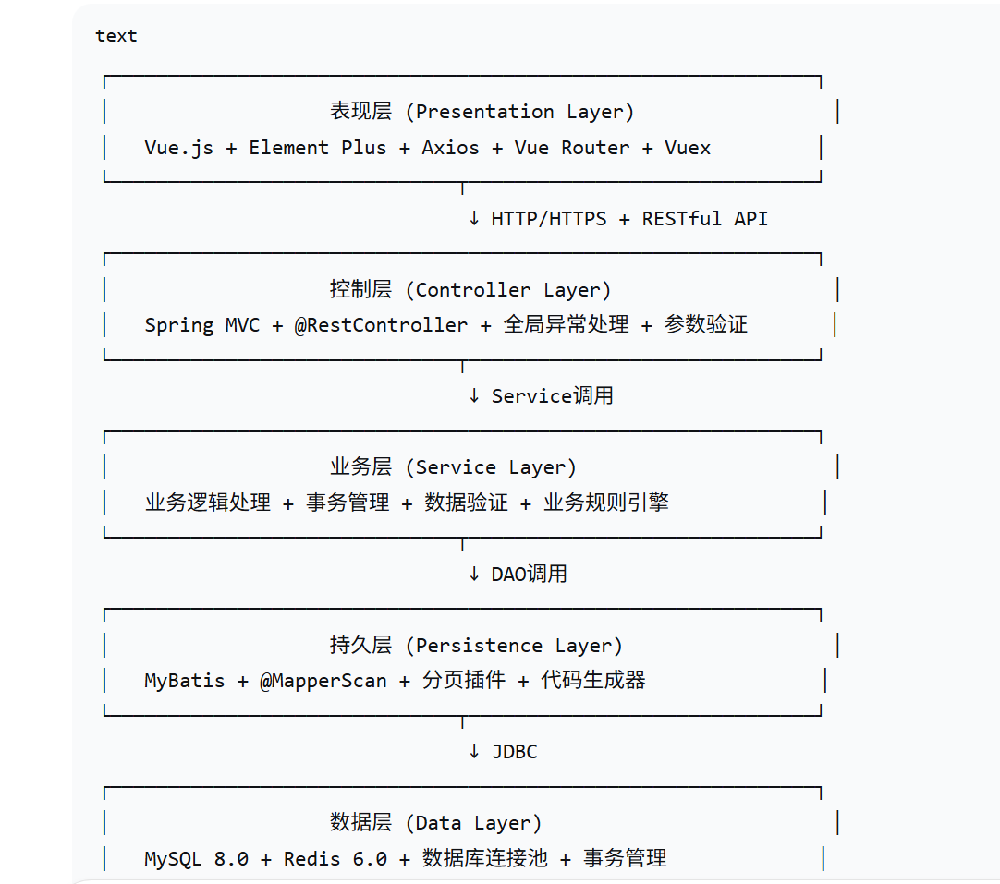 text
表现层 (Presentation Layer)
Vue.js + Element Plus + Axios + Vue Router + Vuex
↓ HTTP/HTTPS + RESTful API
控制层 (Controller Layer)
Spring MVC + @RestController + 全局异常处理 + 参数验证
↓ Service调用
业务层 (Service Layer)
业务逻辑处理 + 事务管理 + 数据验证 + 业务规则引擎
↓ DAO调用
持久层 (Persistence Layer)
MyBatis + @MapperScan + 分页插件 + 代码生成器
↓ JDBC
数据层 (Data Layer)
MySQL 8.0 + Redis 6.0 + 数据库连接池 + 事务管理